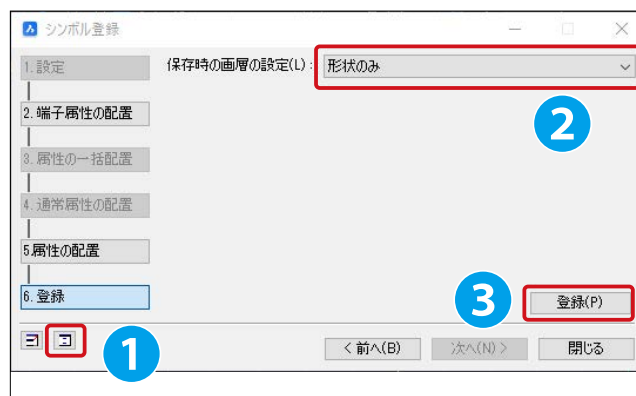 シンボル登録
1.設定
保存時の画層の設定(L):
形状のみ
2.端子属性の配置
2
3.属性の一括配置
4.通常属性の配置
5.属性の配置
6.登録
3
登録(P)
1
< 前へ(B)
次へ(N) >
閉じる